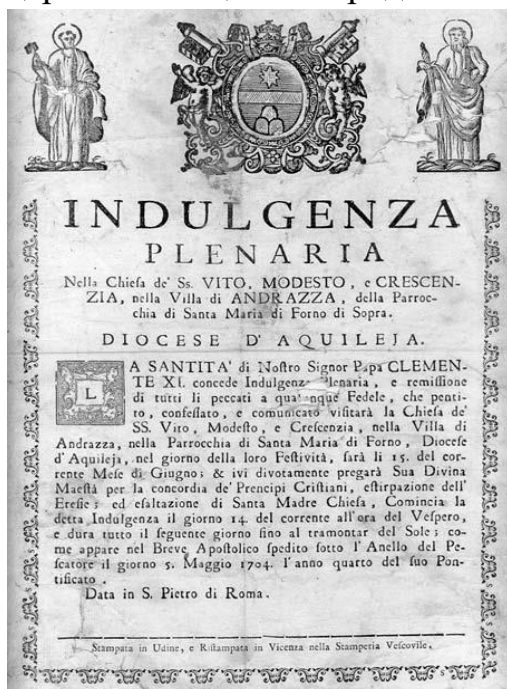 INDULGENZA
PLENARIA
Nella Chieſa de' Ss. VITO, MODESTO, e CRESCEN-
ZIA, nella Villa di ANDRAZZA, della Parroc-
chia di Santa Maria di Forno di Sopra.
DIOCESE D'AQUILEJA.
LA SANTITA' di Noſtro Signor Papa CLEMEN-
TE XI. concede Indulgenza Plenaria, e remiſſione
di tutti li peccati a qualunque Fedele, che penti-
to, confeſſato, e comunicato viſitarà la Chieſa de'
SS. Vito, Modeſto, e Creſcenzia, nella Villa di
Andrazza, nella Parrocchia di Santa Maria di Forno, Dioceſe
d'Aquileja, nel giorno della loro Feſtività, ſarà li 15. del cor-
rente Meſe di Giugno; & ivi divotamente pregarà Sua Divina
Maeſtà per la concordia de' Prencipi Criſtiani, eſtirpazione dell'
Ereſie; ed eſaltazione di Santa Madre Chieſa, Comincia la
detta Indulgenza il giorno 14. del corrente all'ora del Veſpero,
e dura tutto il ſeguente giorno ſino al tramontar del Sole; co-
me appare nel Breve Apoſtolico ſpedito ſotto l'Anello del Pe-
ſcatore il giorno 5. Maggio 1704. l'anno quarto del ſuo Pon-
tificato.
Data in S. Pietro di Roma.
Stampata in Udine, e Riſtampata in Vicenza nella Stamperia Veſcovile.